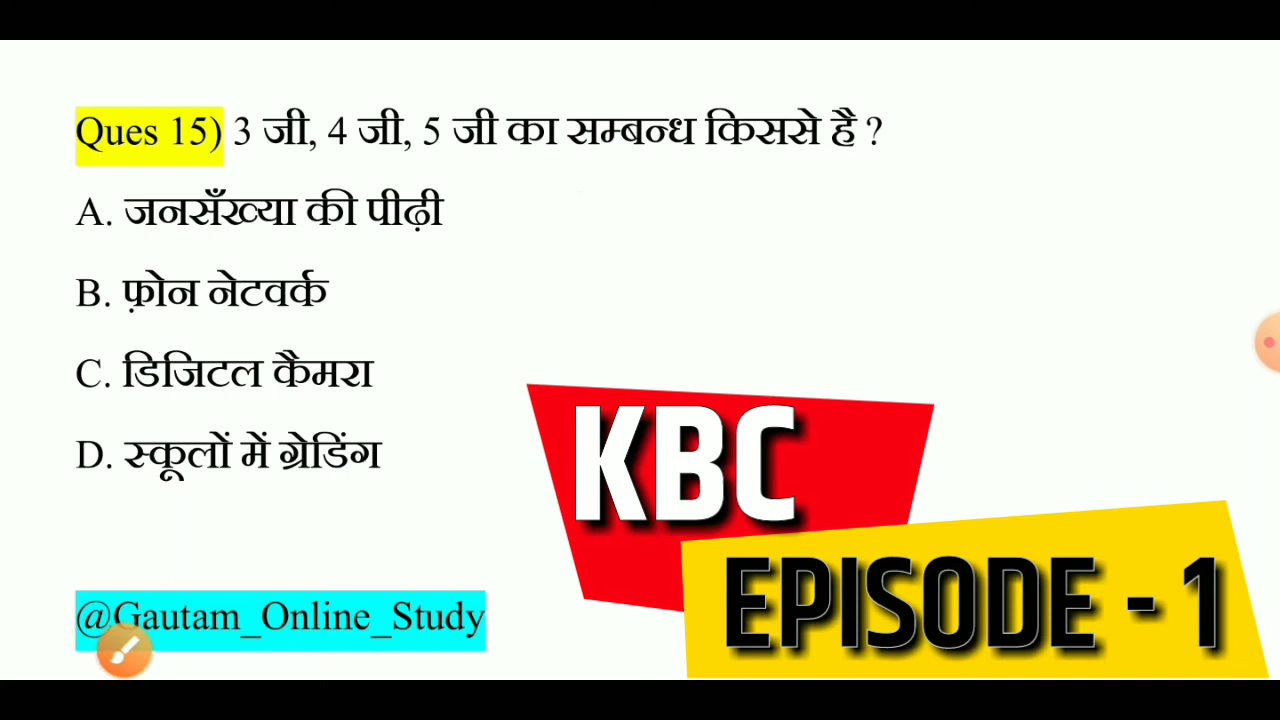 Ques 15) 3 जी, 4 जी, 5 जी का सम्बन्ध किससे है ?
A. जनसँख्या की पीढ़ी
B. फ़ोन नेटवर्क
C. डिजिटल कैमरा
D. स्कूलों में ग्रेडिंग
KBC
EPISODE - 1
@Gautam_Online_Study